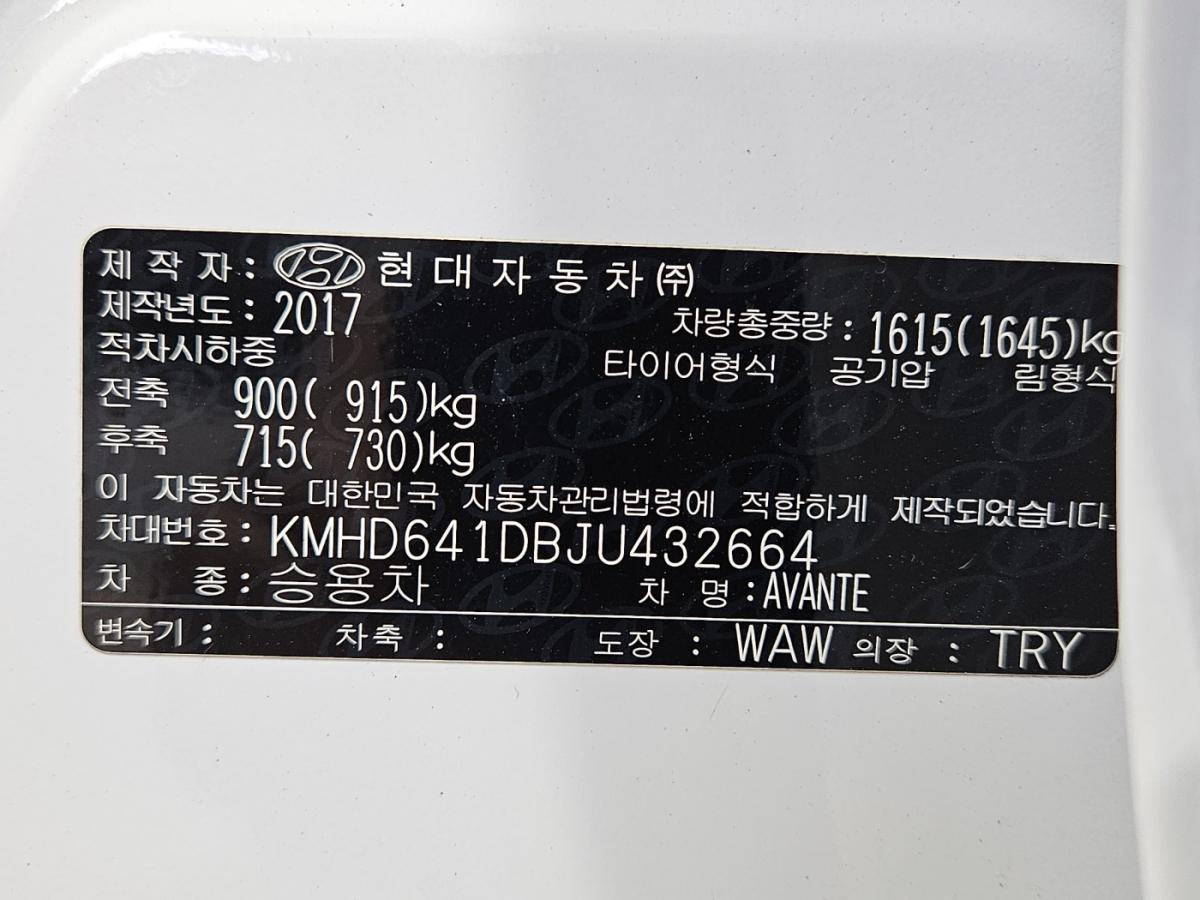 제 작 자 : 현 대 자 동 차 ㈜
제작년도 : 2017 차량총중량 : 1615(1645)kg
적차시하중 타이어형식 공기압 림형식
전축 900( 915)kg
후축 715( 730)kg
이 자동차는 대한민국 자동차관리법령에 적합하게 제작되었습니다.
차대번호 : KMHD641DBJU432664
차 종 : 승용차 차 명 : AVANTE
변속기 : 차축 : 도장 : WAW 의장 : TRY